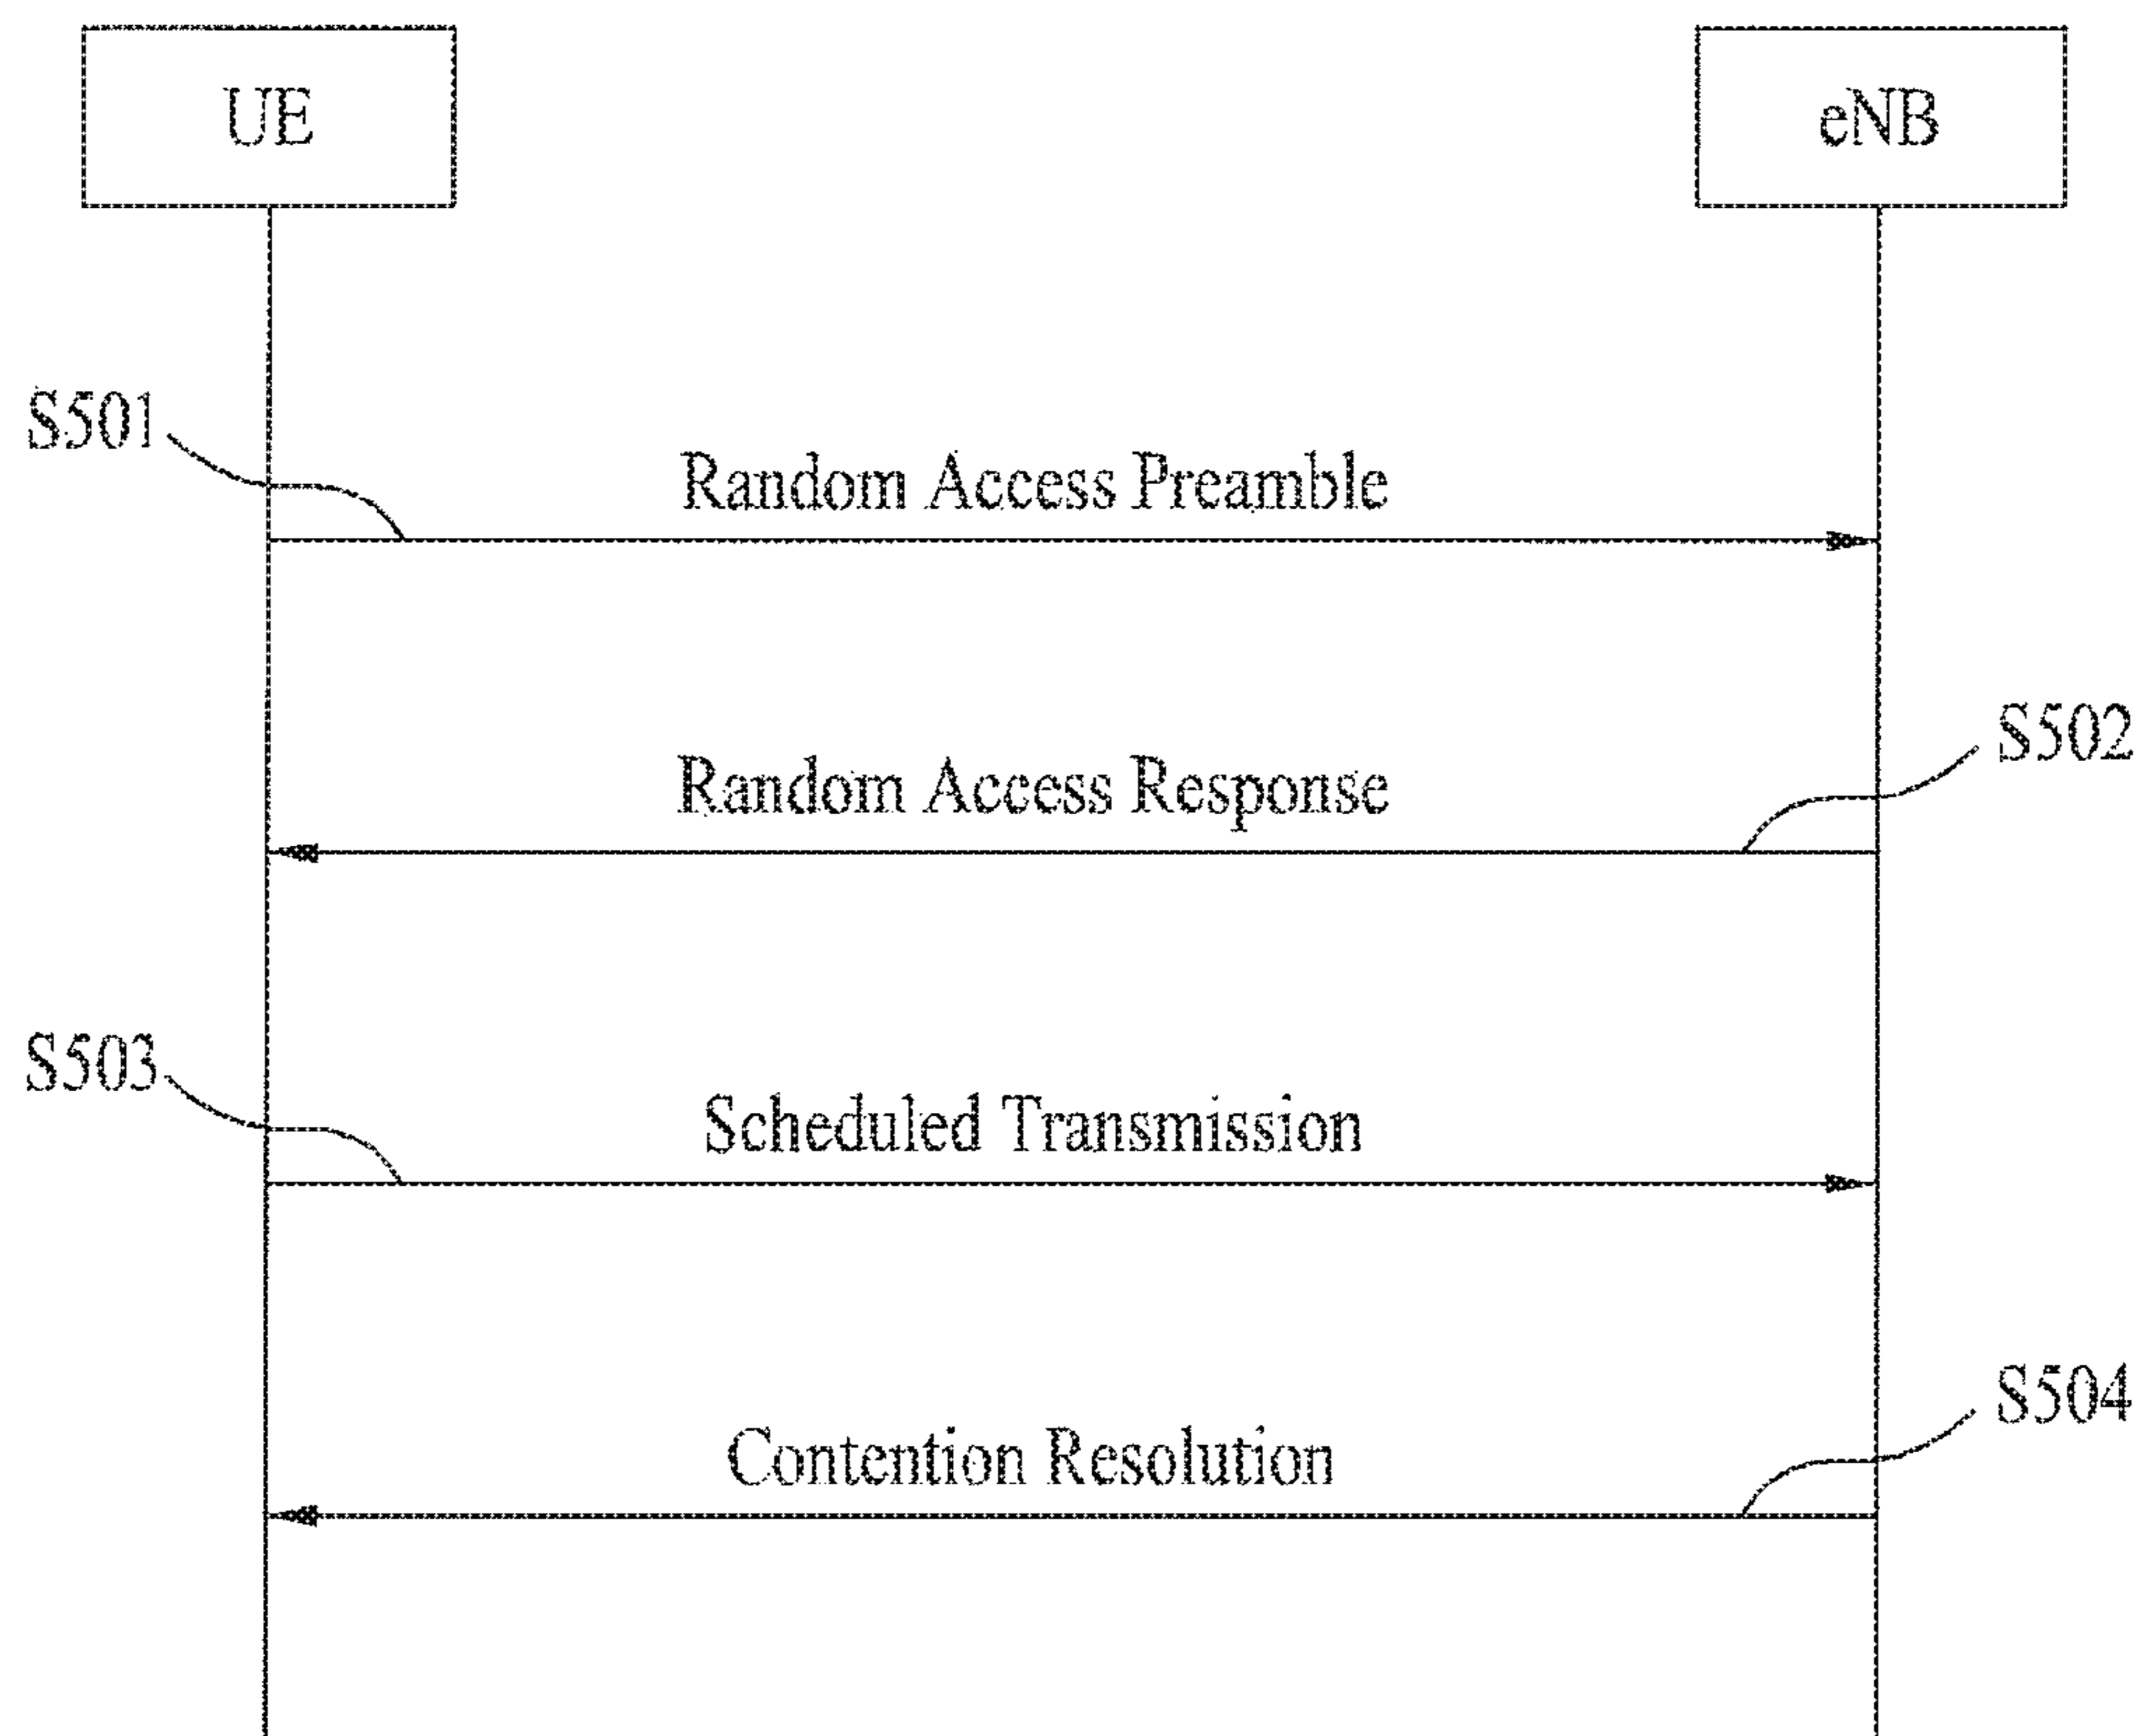 UE
eNB
S501
Random Access Preamble
S502
Random Access Response
S503
Scheduled Transmission
S504
Contention Resolution